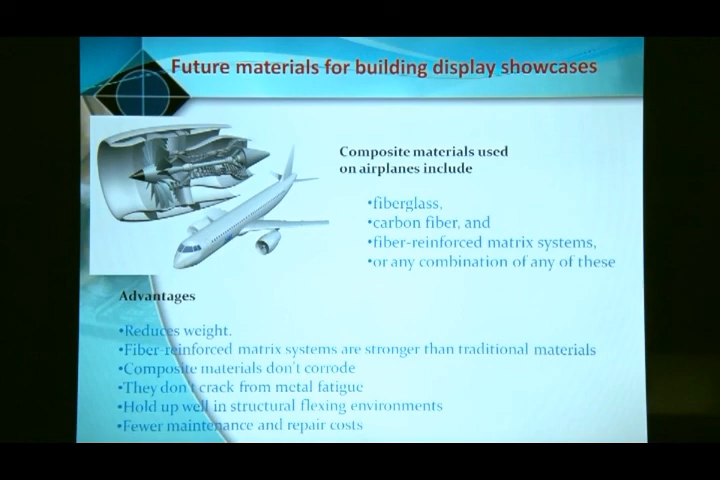 Future materials for building display showcases
Composite materials used
on airplanes include
•fiberglass,
•carbon fiber, and
•fiber-reinforced matrix systems,
•or any combination of any of these
Advantages
•Reduces weight.
•Fiber-reinforced matrix systems are stronger than traditional materials
•Composite materials don't corrode
•They don't crack from metal fatigue
•Hold up well in structural flexing environments
•Fewer maintenance and repair costs